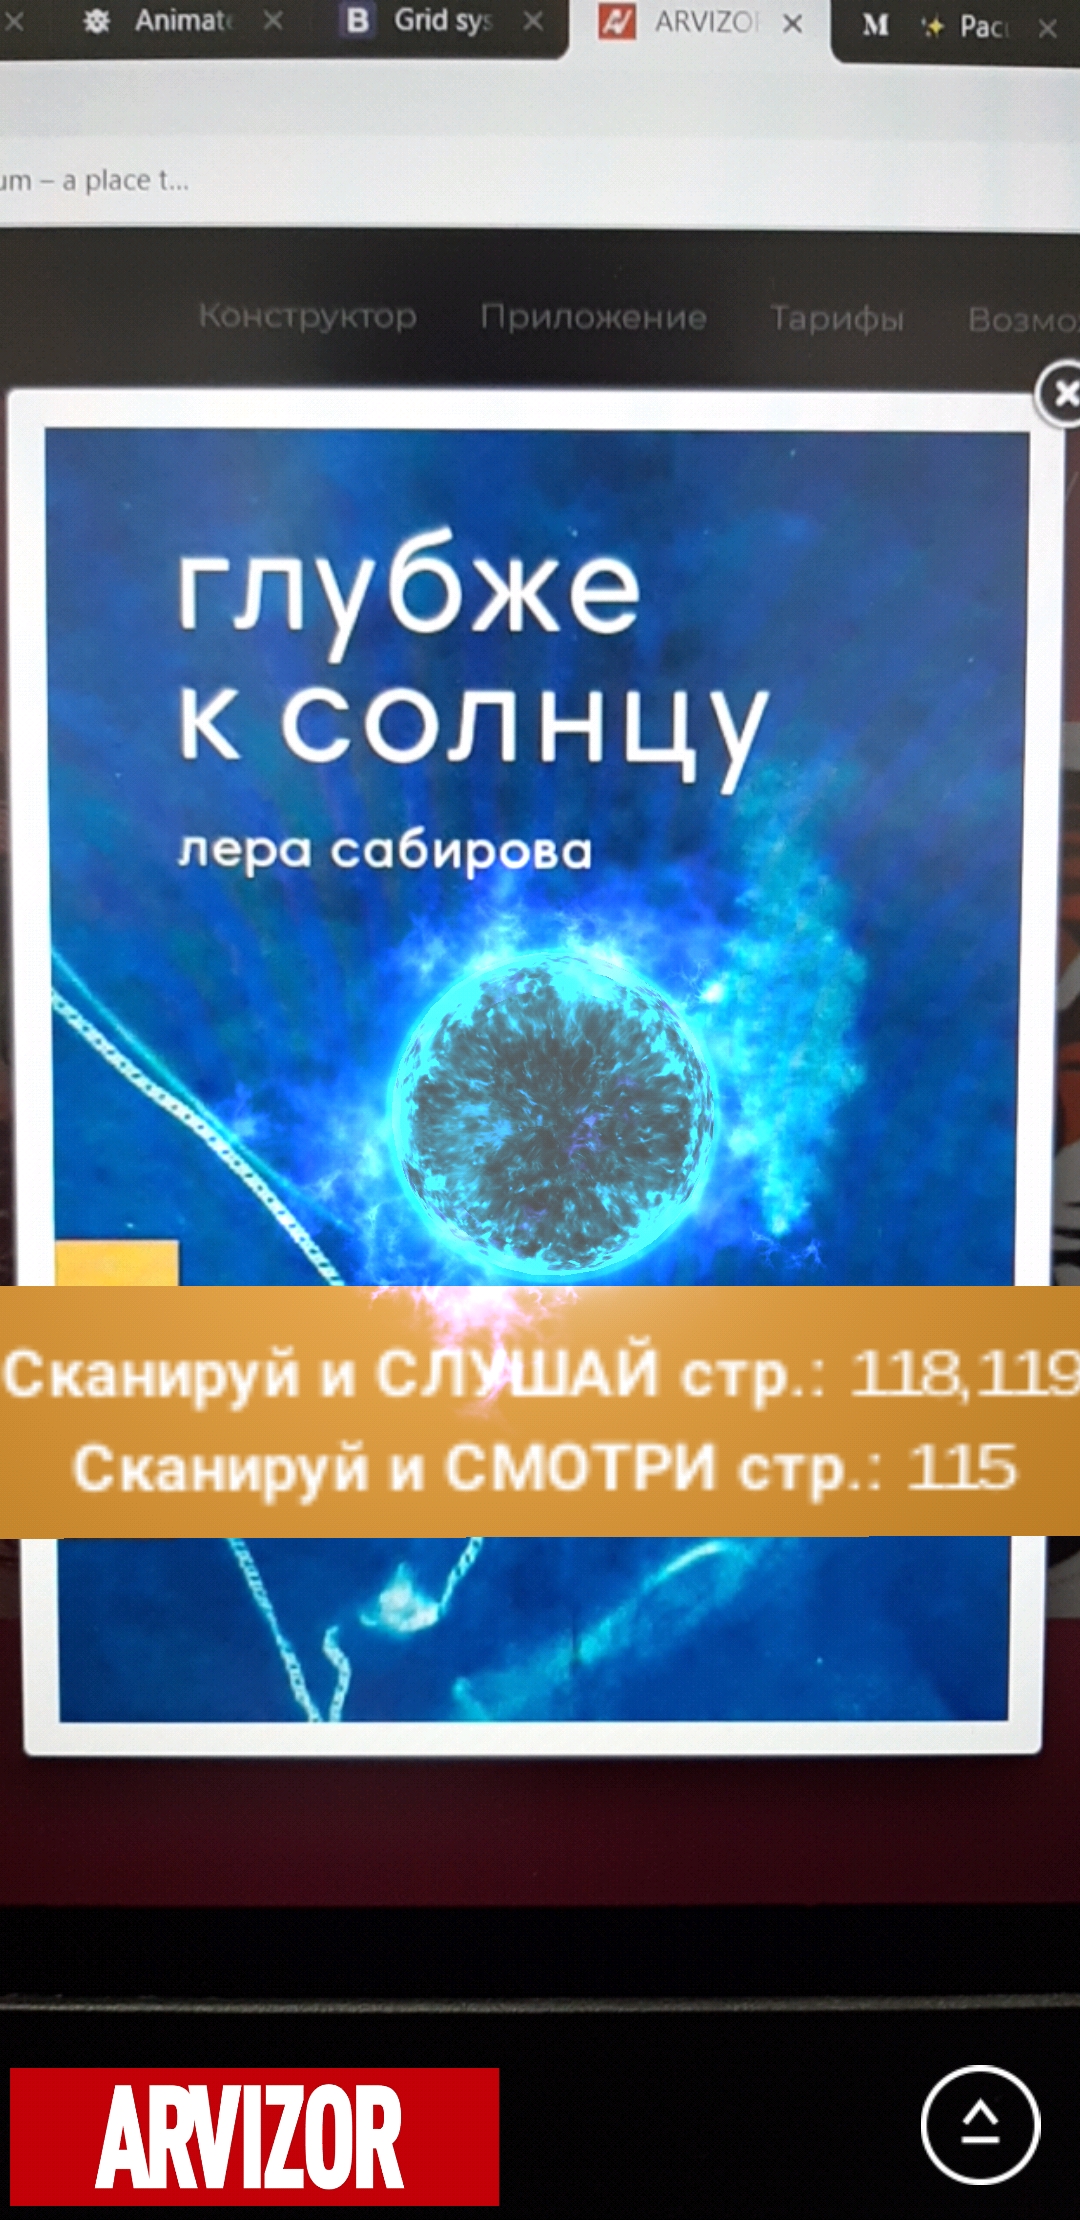 Animat
B Grid sys
ARVIZO
M Pac
um – a place t...
Конструктор Приложение Тарифы Возмо
глубже
к солнцу
лера сабирова
Сканируй и СЛУШАЙ стр.: 118,119
Сканируй и СМОТРИ стр.: 115
ARVIZOR